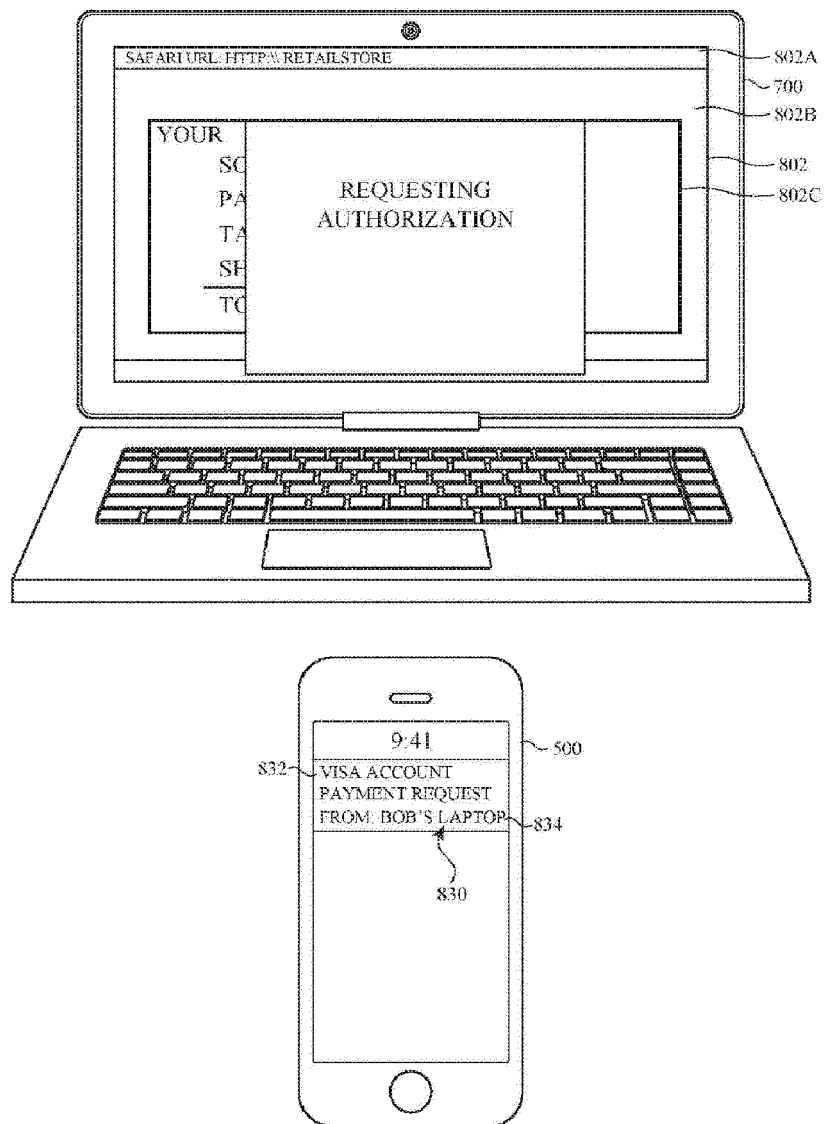 SAFARI URL: HTTP:\\ RETAILSTORE
802A
700
802B
YOUR
802
SC
802C
PA
REQUESTING
AUTHORIZATION
TA
SH
TO
9:41
500
832
VISA ACCOUNT
PAYMENT REQUEST
FROM: BOB'S LAPTOP
834
830